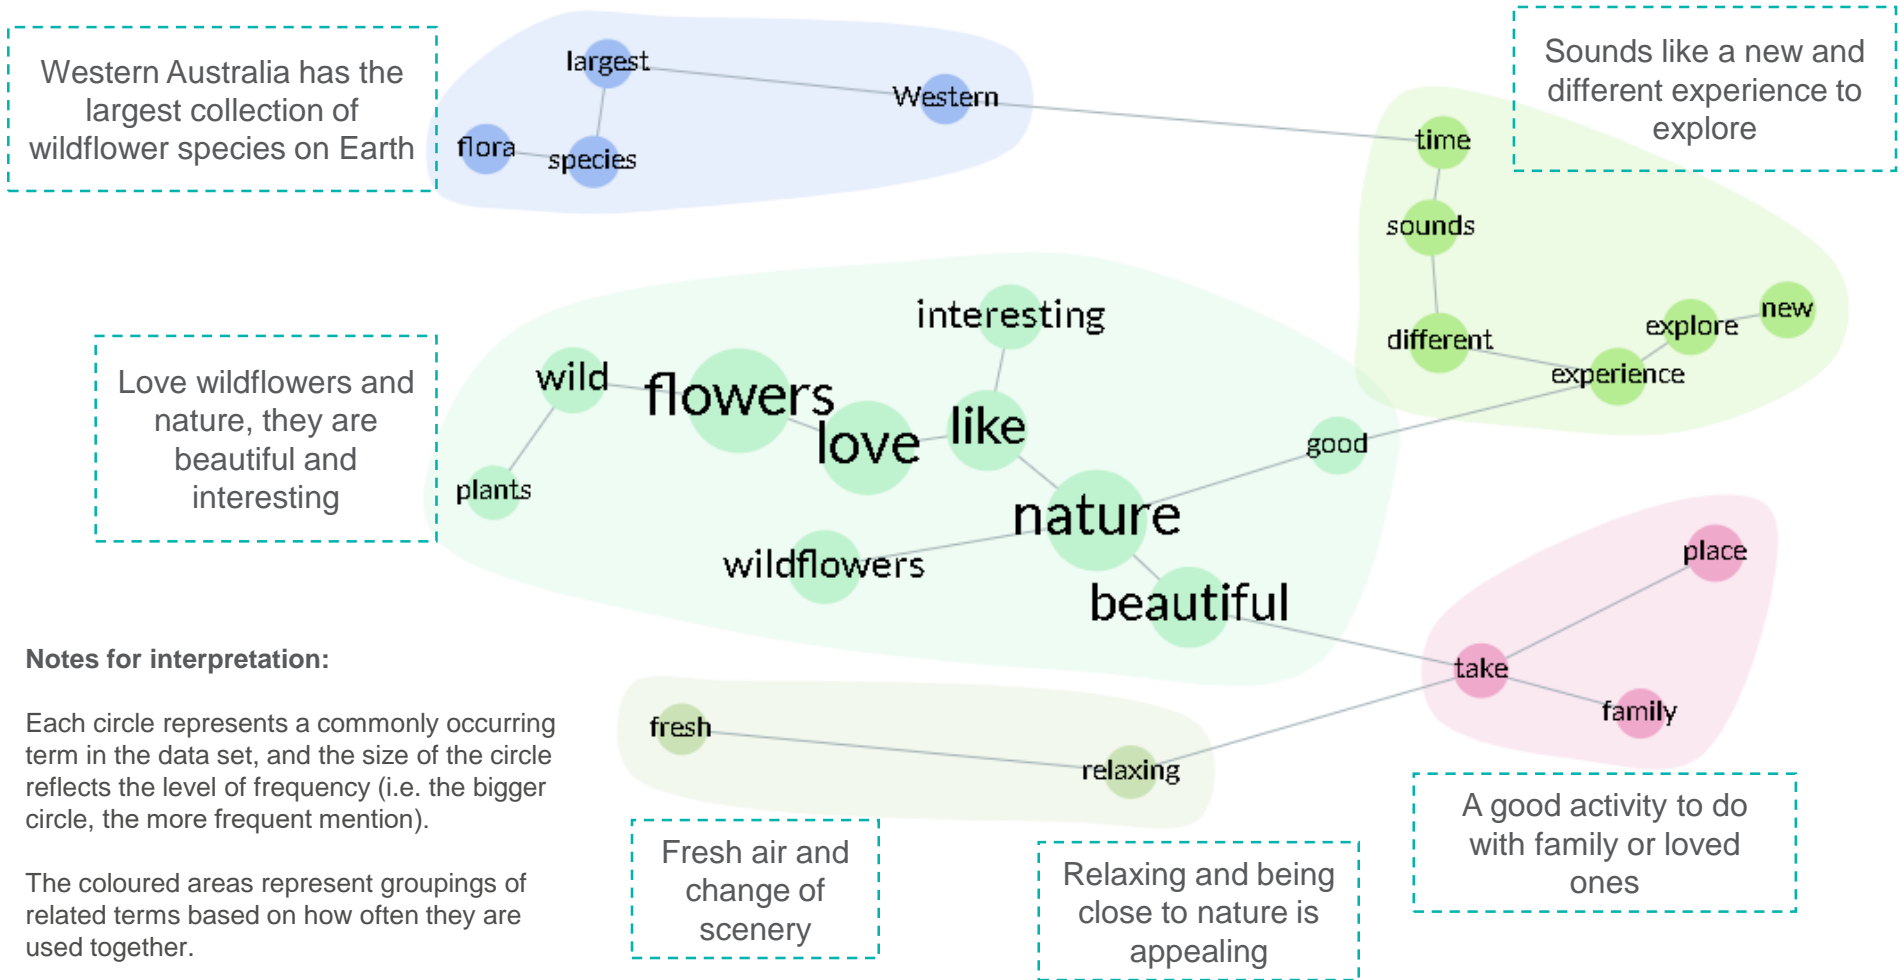 Western Australia has the
largest collection of
wildflower species on Earth
largest
Western
flora
species
Sounds like a new and
different experience to
explore
time
sounds
different
explore
new
experience
Love wildflowers and
nature, they are
beautiful and
interesting
interesting
wild
flowers
love
like
good
plants
nature
wildflowers
beautiful
place
take
family
fresh
relaxing
Notes for interpretation:
Each circle represents a commonly occurring
term in the data set, and the size of the circle
reflects the level of frequency (i.e. the bigger
circle, the more frequent mention).
The coloured areas represent groupings of
related terms based on how often they are
used together.
Fresh air and
change of
scenery
Relaxing and being
close to nature is
appealing
A good activity to do
with family or loved
ones